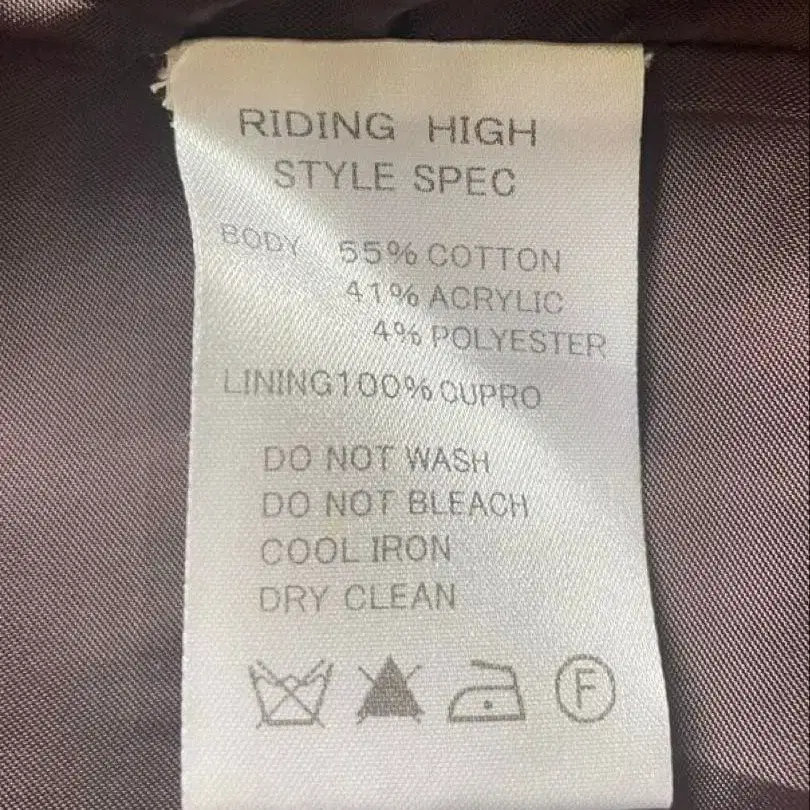 RIDING HIGH
STYLE SPEC
BODY 55% COTTON
41% ACRYLIC
4% POLYESTER
LINING100% CUPRO
DO NOT WASH
DO NOT BLEACH
COOL IRON
DRY CLEAN
F